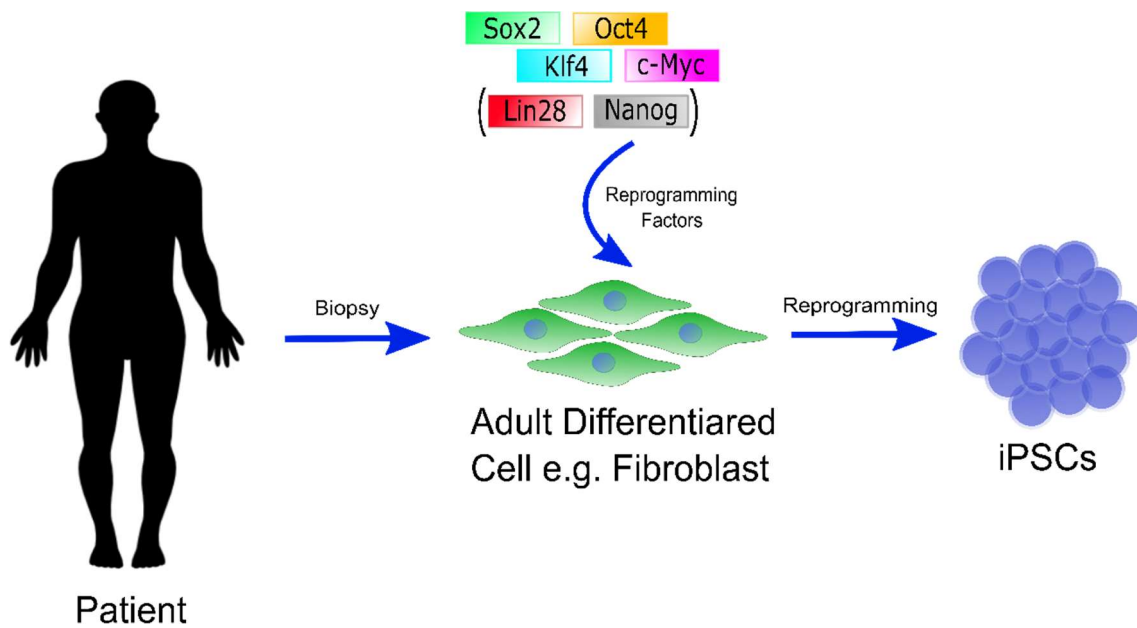 Sox2 Oct4
Klf4 c-Myc
(Lin28 Nanog)
Reprogramming
Factors
Biopsy
Reprogramming
Adult Differentiared
Cell e.g. Fibroblast
iPSCs
Patient